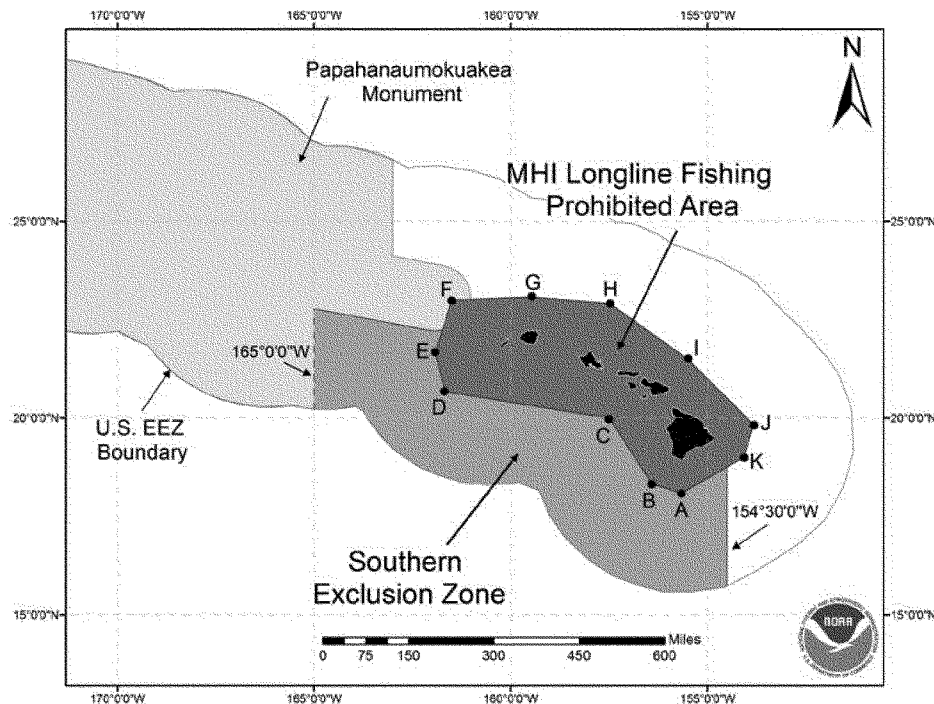 170°0'0"W 165°0'0"W 160°0'0"W 155°0'0"W
N
Papahanaumokuakea
Monument
MHI Longline Fishing
Prohibited Area
25°0'0"N 25°0'0"N
F G H
I
165°0'0"W
E
D
20°0'0"N 20°0'0"N
C
J
K
U.S. EEZ
Boundary
B A
154°30'0"W
Southern
Exclusion Zone
15°0'0"N 15°0'0"N
NOAA
Miles
0 75 150 300 450 600
170°0'0"W 165°0'0"W 160°0'0"W 155°0'0"W